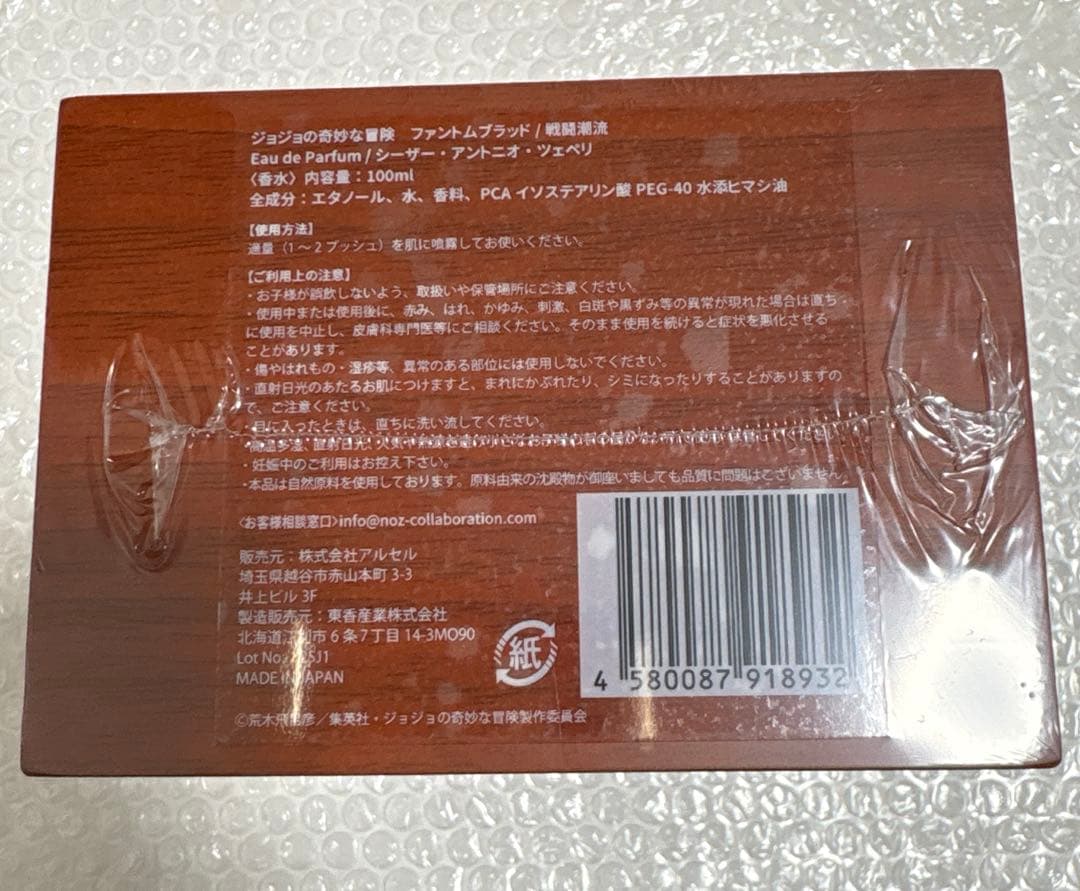 ジョジョの奇妙な冒険　ファントムブラッド / 戦闘潮流
Eau de Parfum / シーザー・アントニオ・ツェペリ
〈香水〉内容量：100ml
全成分：エタノール、水、香料、PCA イソステアリン酸 PEG-40 水添ヒマシ油
【使用方法】
適量（1～2 プッシュ）を肌に噴霧してお使いください。
【ご利用上の注意】
・お子様が誤飲しないよう、取扱いや保管場所にご注意ください。
・使用中または使用後に、赤み、はれ、かゆみ、刺激、白斑や黒ずみ等の異常が現れた場合は直ち
に使用を中止し、皮膚科専門医等にご相談ください。そのまま使用を続けると症状を悪化させる
ことがあります。
・傷やはれもの・湿疹等、異常のある部位には使用しないでください。
・直射日光のあたるお肌につけますと、まれにかぶれたり、シミになったりすることがありますの
で、ご注意ください。
・目に入ったときは、直ちに洗い流してください。
・高温多湿、直射日光、
・妊娠中のご利用はお控え下さい。
・本品は自然原料を使用しております。原料由来の沈殿物が御座いましても品質に問題はございません。
〈お客様相談窓口〉info@noz-collaboration.com
販売元：株式会社アルセル
埼玉県越谷市赤山本町 3-3
井上ビル 3F
製造販売元：東香産業株式会社
北海道江別市 6 条 7 丁目 14-3MO90
Lot No. 5J1
MADE IN JAPAN
紙
4 580087 918932
©荒木飛呂彦／集英社・ジョジョの奇妙な冒険製作委員会